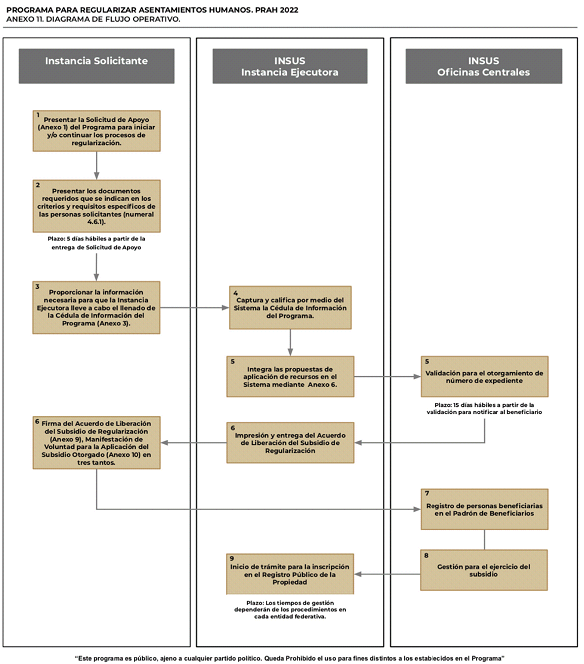 PROGRAMA PARA REGULARIZAR ASENTAMIENTOS HUMANOS. PRAH 2022
ANEXO 11. DIAGRAMA DE FLUJO OPERATIVO.
Instancia Solicitante
INSUS
Instancia Ejecutora
INSUS
Oficinas Centrales
1
Presentar la Solicitud de Apoyo
(Anexo 1) del Programa para iniciar
y/o continuar los procesos de
regularización.
2
Presentar los documentos
requeridos que se indican en los
criterios y requisitos específicos de
las personas solicitantes (numeral
4.6.1).
Plazo: 5 días hábiles a partir de la
entrega de Solicitud de Apoyo
3
Proporcionar la información
necesaria para que la Instancia
Ejecutora lleve a cabo el llenado de
la Cédula de Información del
Programa (Anexo 3).
4
Captura y califica por medio del
Sistema la Cédula de Información
del Programa.
5
Integra las propuestas de
aplicación de recursos en el
Sistema mediante Anexo 6.
5
Validación para el otorgamiento de
número de expediente
Plazo: 15 días hábiles a partir de la
validación para notificar al beneficiario
6
Impresión y entrega del Acuerdo de
Liberación del Subsidio de
Regularización
6
Firma del Acuerdo de Liberación
del Subsidio de Regularización
(Anexo 9), Manifestación de
Voluntad para la Aplicación del
Subsidio Otorgado (Anexo 10) en
tres tantos.
7
Registro de personas beneficiarias
en el Padrón de Beneficiarios
8
Gestión para el ejercicio del
subsidio
9
Inicio de trámite para la inscripción
en el Registro Público de la
Propiedad
Plazo: Los tiempos de gestión
dependerán de los procedimientos en
cada entidad federativa.
"Este programa es público, ajeno a cualquier partido político. Queda Prohibido el uso para fines distintos a los establecidos en el Programa"